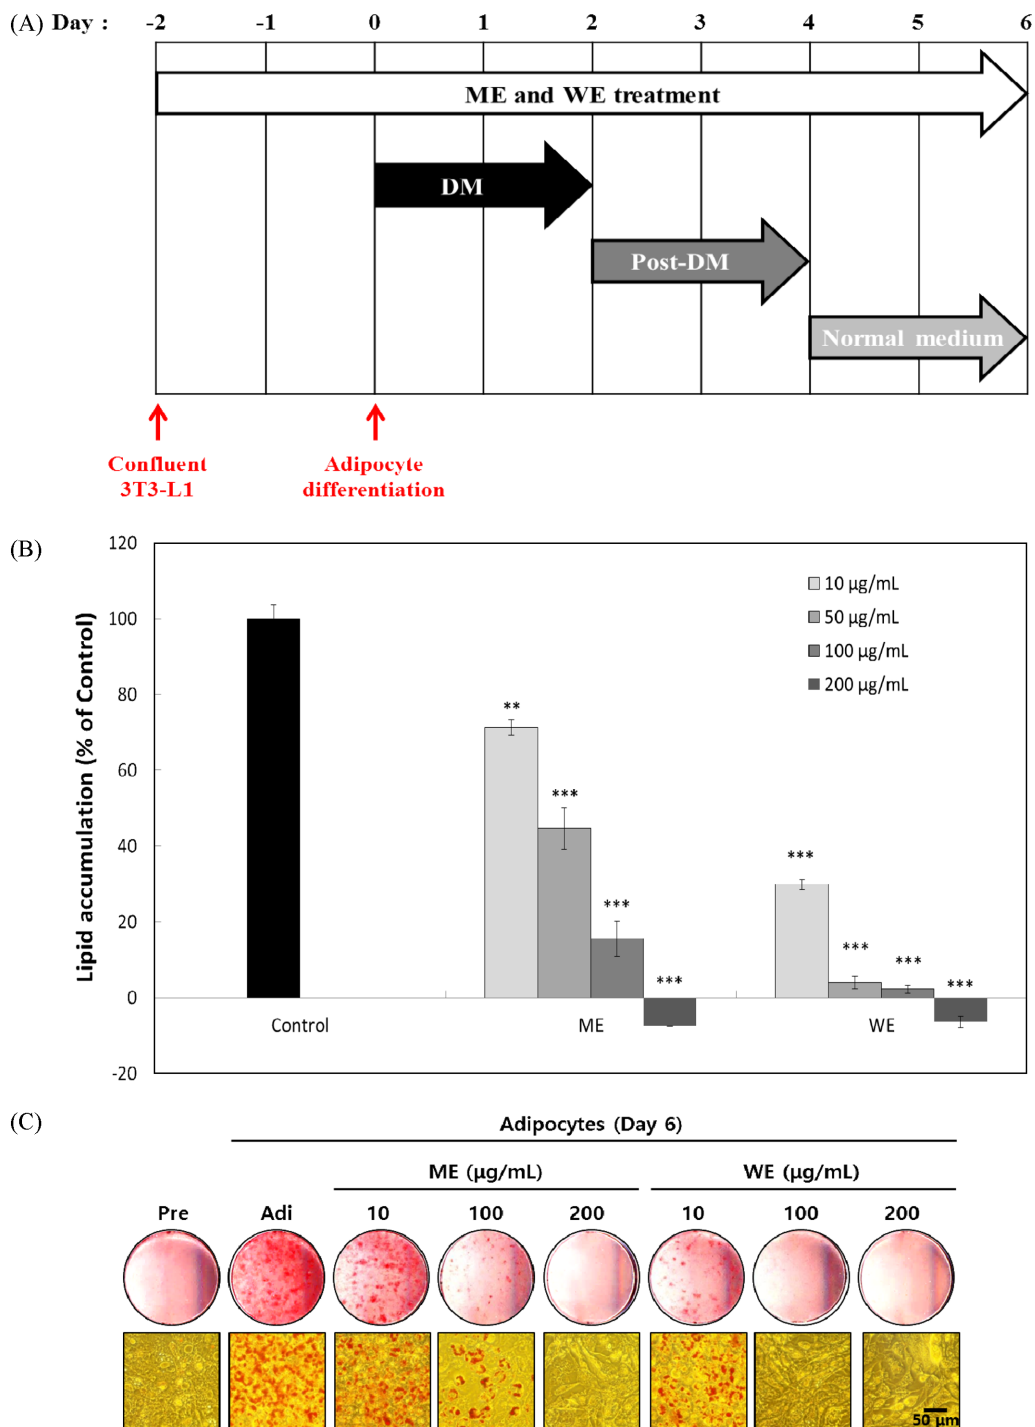 (A) Day : -2 -1 0 1 2 3 4 5 6
ME and WE treatment
DM
Post-DM
Normal medium
Confluent
3T3-L1
Adipocyte
differentiation
(B)
Lipid accumulation (% of Control)
120
100
80
60
40
20
0
-20
10 µg/mL
50 µg/mL
100 µg/mL
200 µg/mL
**
***
***
***
***
***
***
***
Control ME WE
(C)
Adipocytes (Day 6)
ME (µg/mL) WE (µg/mL)
Pre Adi 10 100 200 10 100 200
50 µm